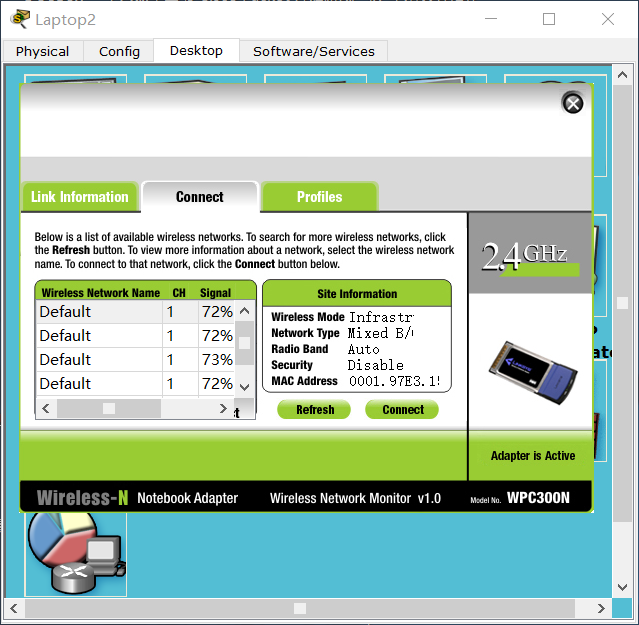 Laptop2
Physical Config Desktop Software/Services
Link Information Connect Profiles
Below is a list of available wireless networks. To search for more wireless networks, click
the Refresh button. To view more information about a network, select the wireless network
name. To connect to that network, click the Connect button below.
2.4GHz
Wireless Network Name CH Signal
Default 1 72%
Default 1 72%
Default 1 73%
Default 1 72%
Site Information
Wireless Mode Infrastr
Network Type Mixed B/
Radio Band Auto
Security Disable
MAC Address 0001.97E3.1
Refresh Connect
Adapter is Active
Wireless-N Notebook Adapter Wireless Network Monitor v1.0 Model No. WPC300N